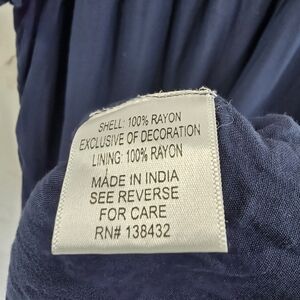 SHELL: 100% RAYON
EXCLUSIVE OF DECORATION
LINING: 100% RAYON
MADE IN INDIA
SEE REVERSE
FOR CARE
RN# 138432